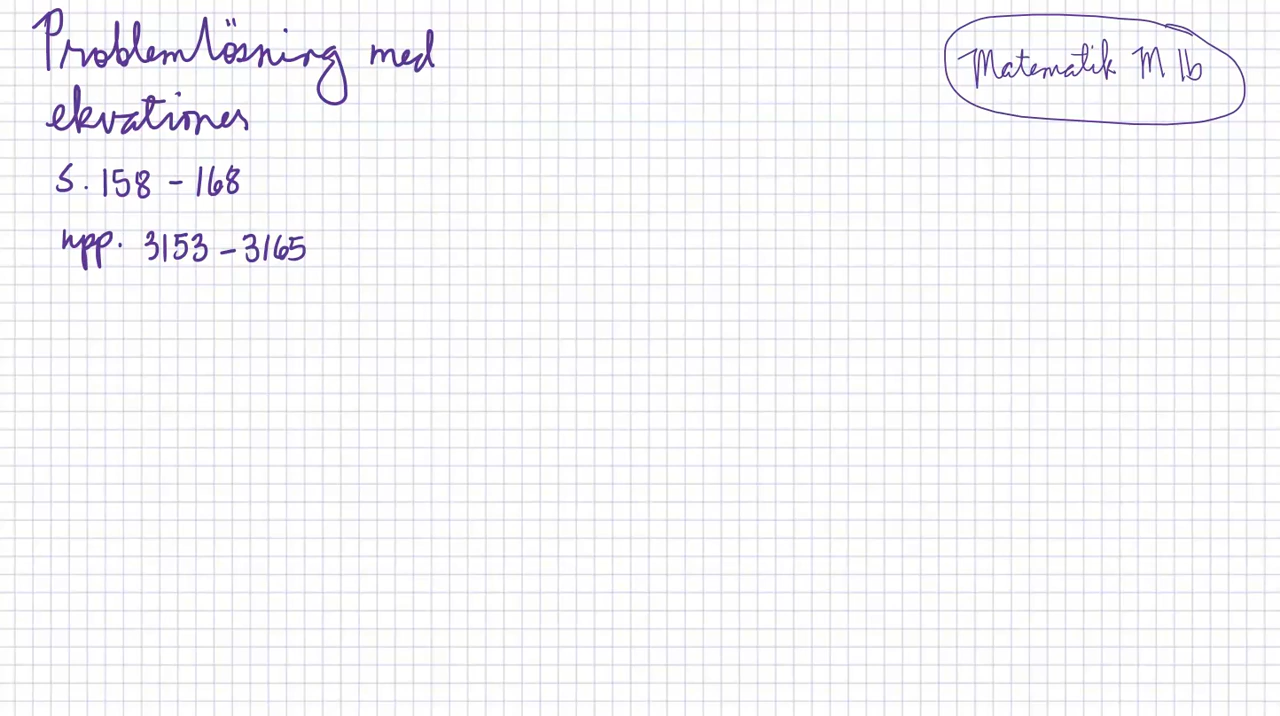 Problemlösning med
ekvationer
s. 158 - 168
upp. 3153 - 3165
Matematik M 1b